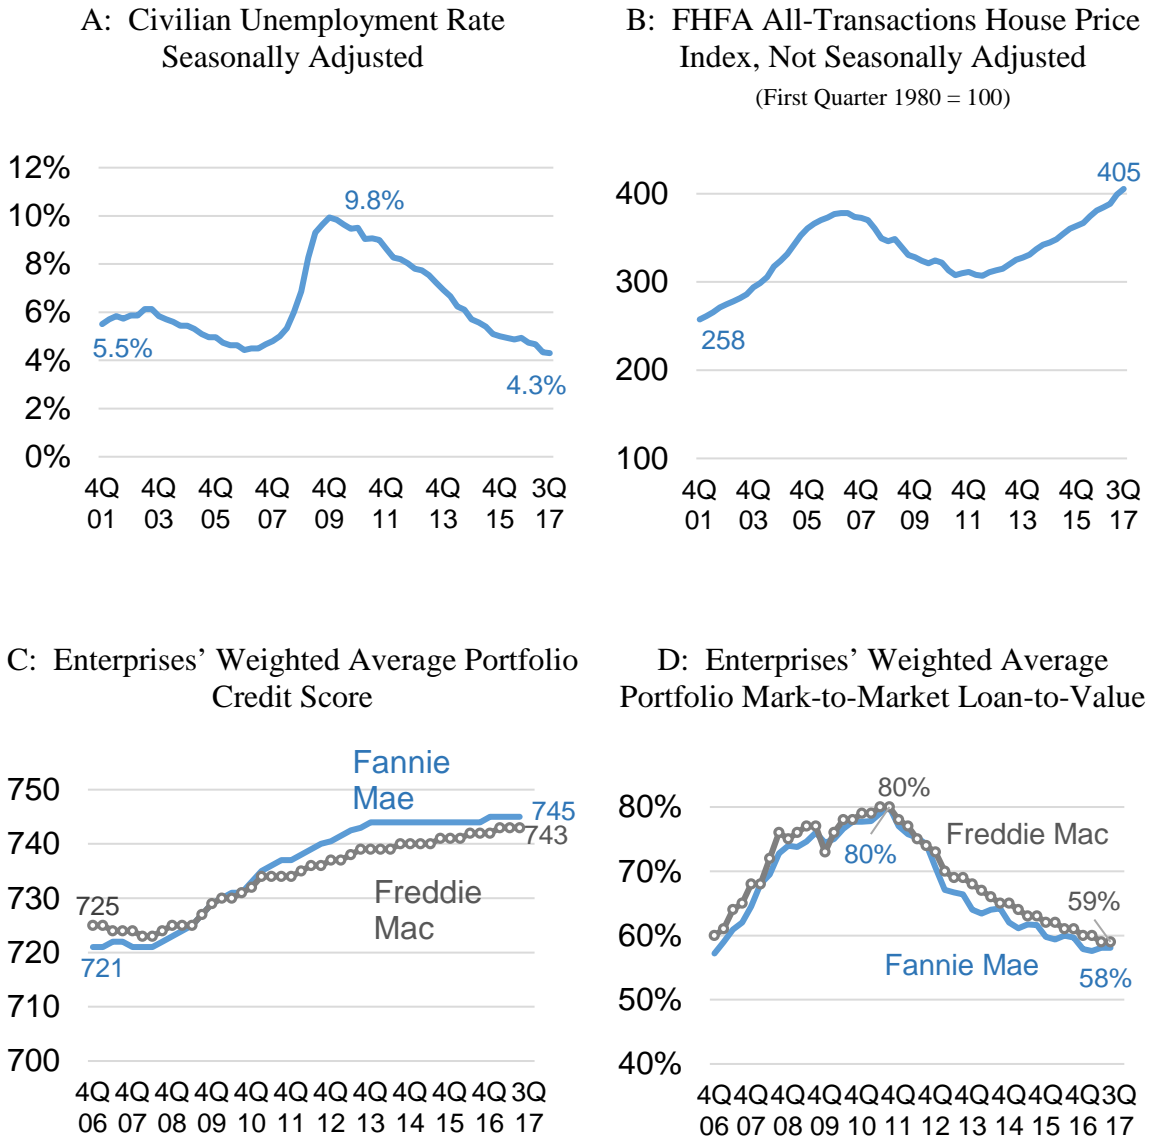 A:  Civilian Unemployment Rate
Seasonally Adjusted
12%
10%
8%
6%
4%
2%
0%
9.8%
5.5%
4.3%
4Q 4Q 4Q 4Q 4Q 4Q 4Q 4Q 3Q
01 03 05 07 09 11 13 15 17
B:  FHFA All-Transactions House Price
Index, Not Seasonally Adjusted
(First Quarter 1980 = 100)
400
300
200
100
405
258
4Q 4Q 4Q 4Q 4Q 4Q 4Q 4Q 3Q
01 03 05 07 09 11 13 15 17
C:  Enterprises’ Weighted Average Portfolio
Credit Score
750
740
730
720
710
700
Fannie
Mae
745
743
725
Freddie
Mac
721
4Q 4Q 4Q 4Q 4Q 4Q 4Q 4Q 4Q 4Q 4Q 3Q
06 07 08 09 10 11 12 13 14 15 16 17
D:  Enterprises’ Weighted Average
Portfolio Mark-to-Market Loan-to-Value
80%
70%
60%
50%
40%
80%
Freddie Mac
80%
59%
Fannie Mae
58%
4Q 4Q 4Q 4Q 4Q 4Q 4Q 4Q 4Q 4Q 4Q 3Q
06 07 08 09 10 11 12 13 14 15 16 17